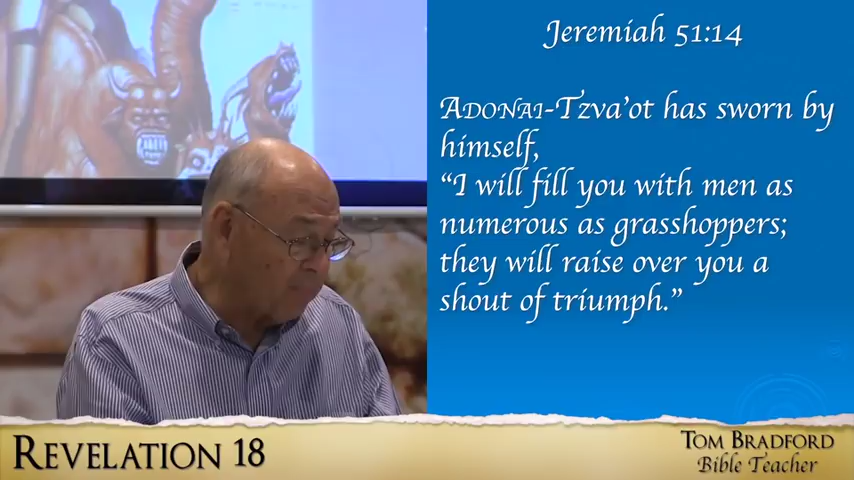 Jeremiah 51:14
ADONAI-Tzva'ot has sworn by
himself,
“I will fill you with men as
numerous as grasshoppers;
they will raise over you a
shout of triumph.”
REVELATION 18
TOM BRADFORD
Bible Teacher